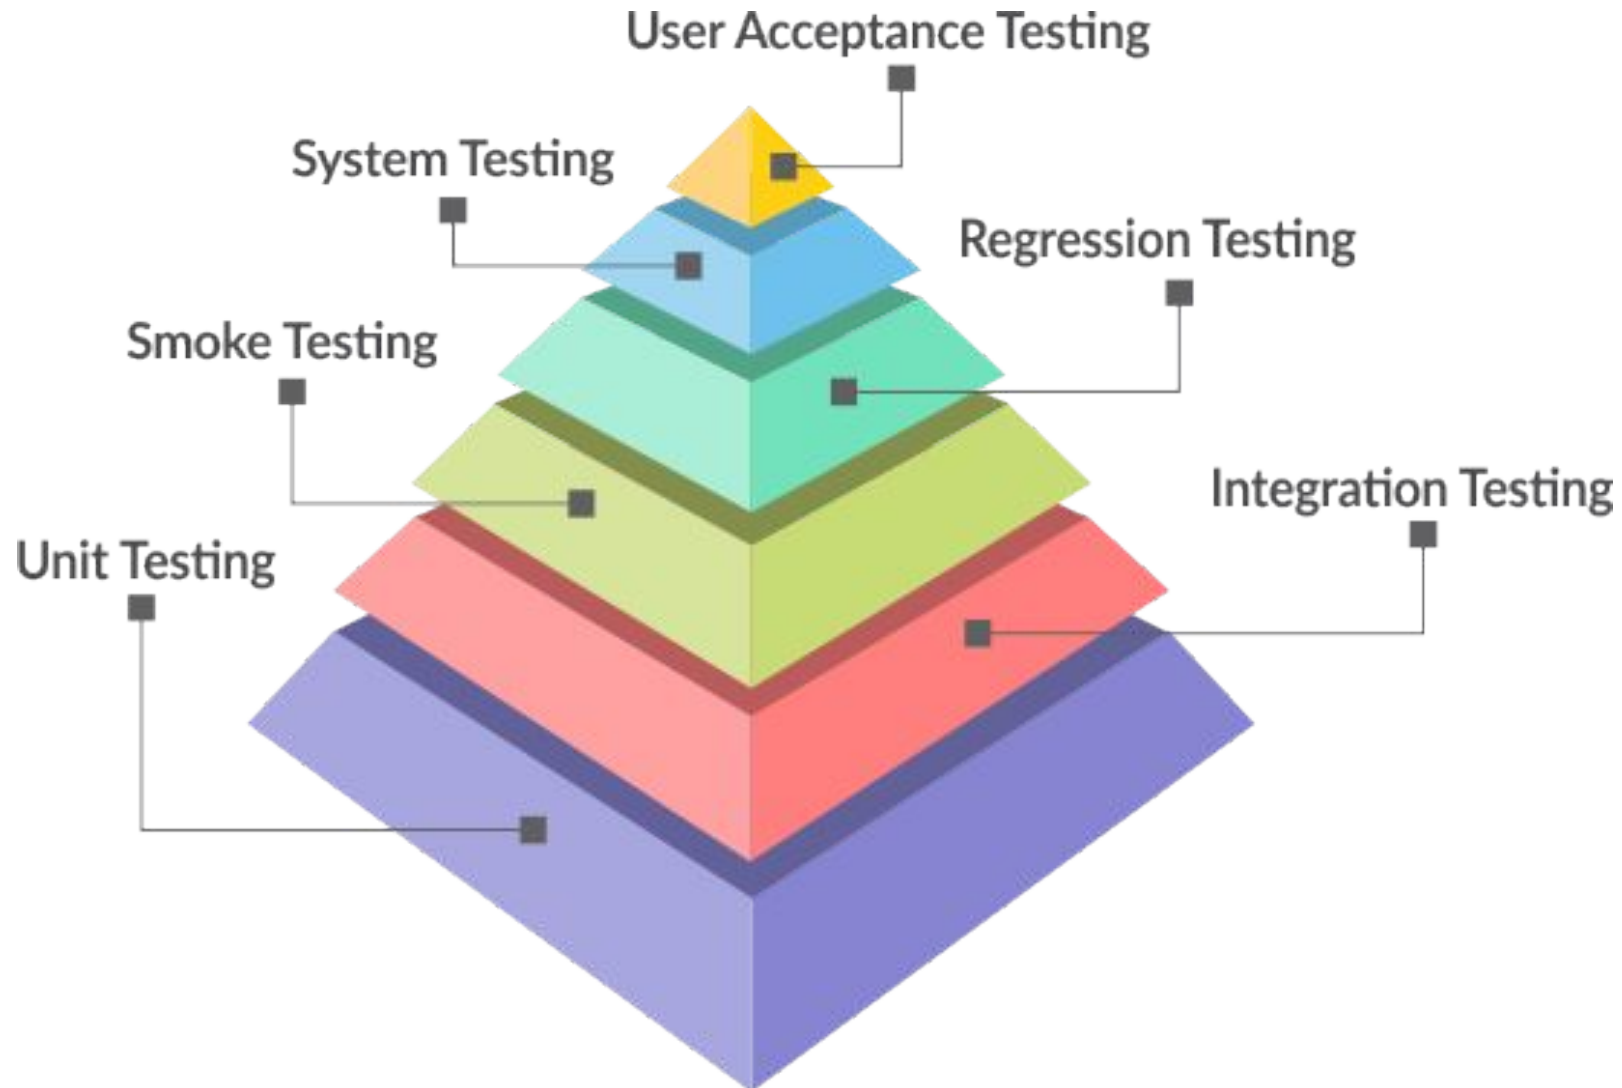 User Acceptance Testing
System Testing
Regression Testing
Smoke Testing
Integration Testing
Unit Testing